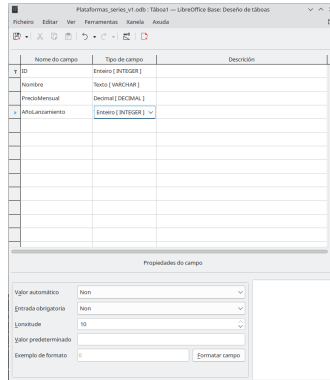 Plataformas_series_v1.odb : Táboa1 — LibreOffice Base: Deseño de táboas
Ficheiro Editar Ver Ferramentas Xanela Axuda
Nome do campo Tipo de campo Descrición
ID Enteiro [ INTEGER ]
Nombre Texto [ VARCHAR ]
PrecioMensual Decimal [ DECIMAL ]
AñoLanzamiento Enteiro [ INTEGER ]
Propiedades do campo
Valor automático Non
Entrada obrigatoria Non
Lonxitude 10
Valor predeterminado
Exemplo de formato 0 Formatar campo